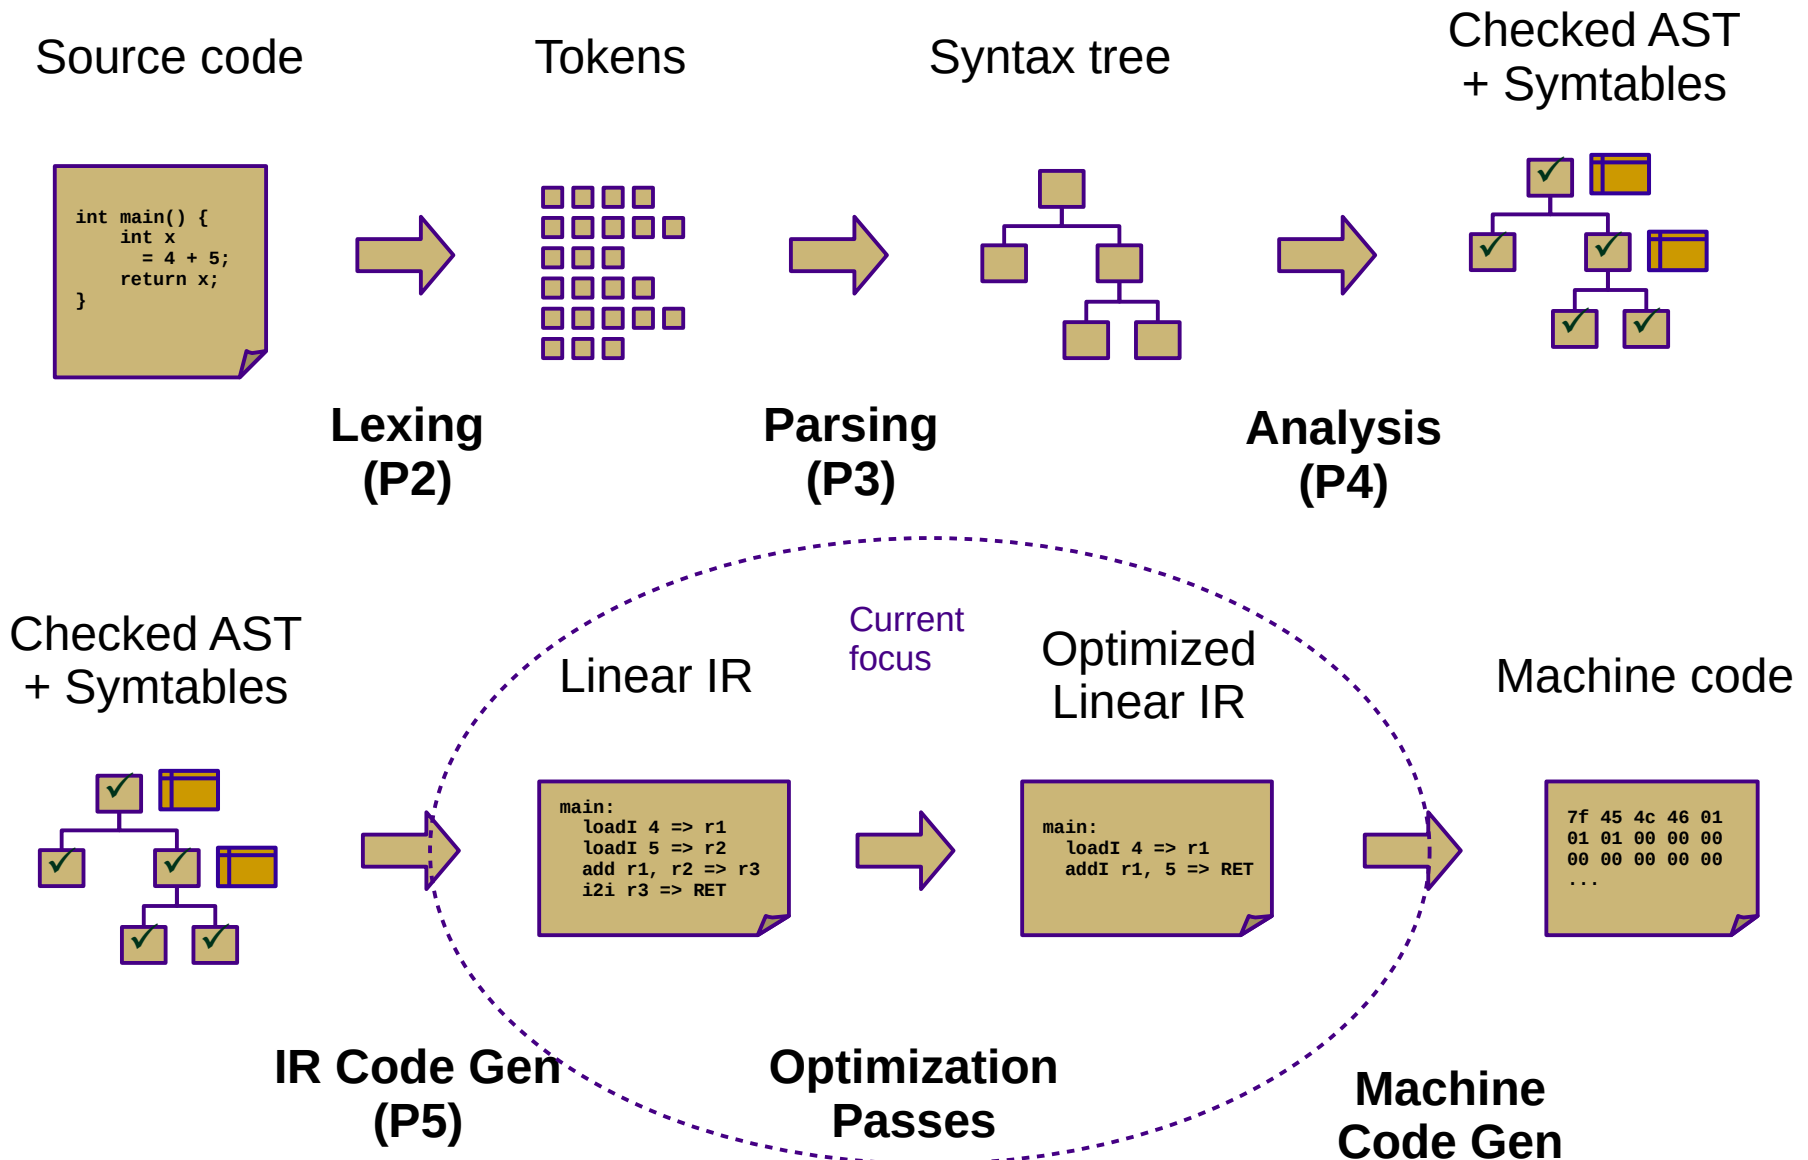 Source code
Tokens
Syntax tree
Checked AST
+ Symtables
int main() {
    int x
      = 4 + 5;
    return x;
}
Lexing
(P2)
Parsing
(P3)
Analysis
(P4)
Checked AST
+ Symtables
Linear IR
Current
focus
Optimized
Linear IR
Machine code
main:
  loadI 4 => r1
  loadI 5 => r2
  add r1, r2 => r3
  i2i r3 => RET
main:
  loadI 4 => r1
  addI r1, 5 => RET
7f 45 4c 46 01
01 01 00 00 00
00 00 00 00 00
...
IR Code Gen
(P5)
Optimization
Passes
Machine
Code Gen